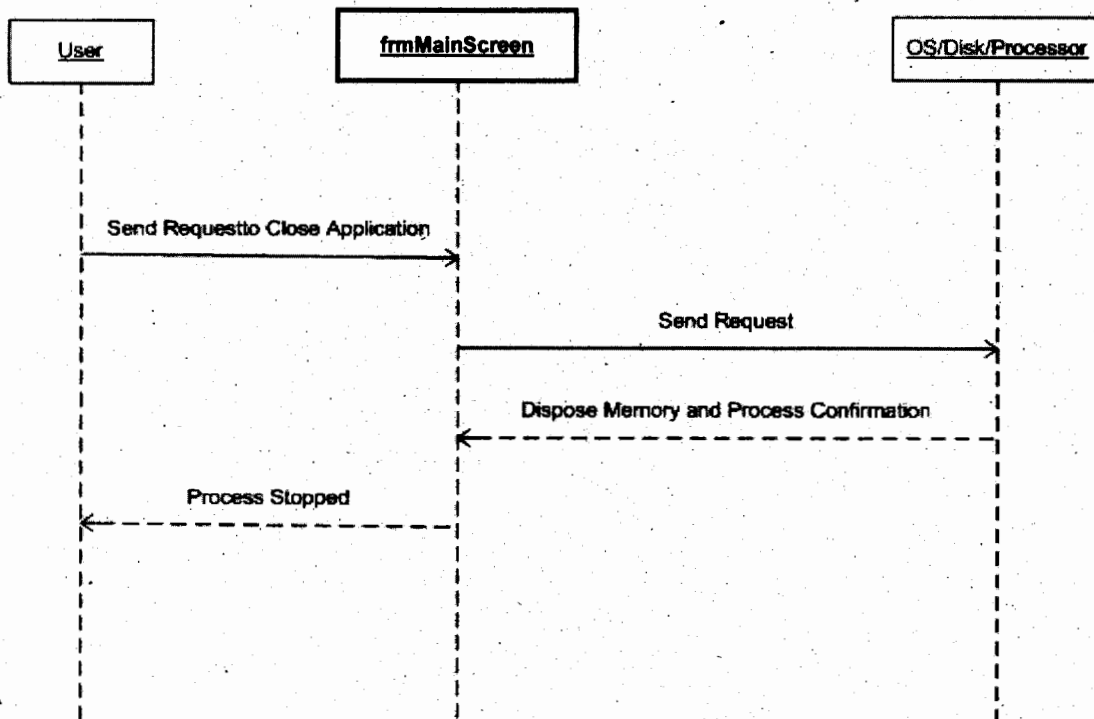 User
frmMainScreen
OS/Disk/Processor
Send Requestto Close Application
Send Request
Dispose Memory and Process Confirmation
Process Stopped